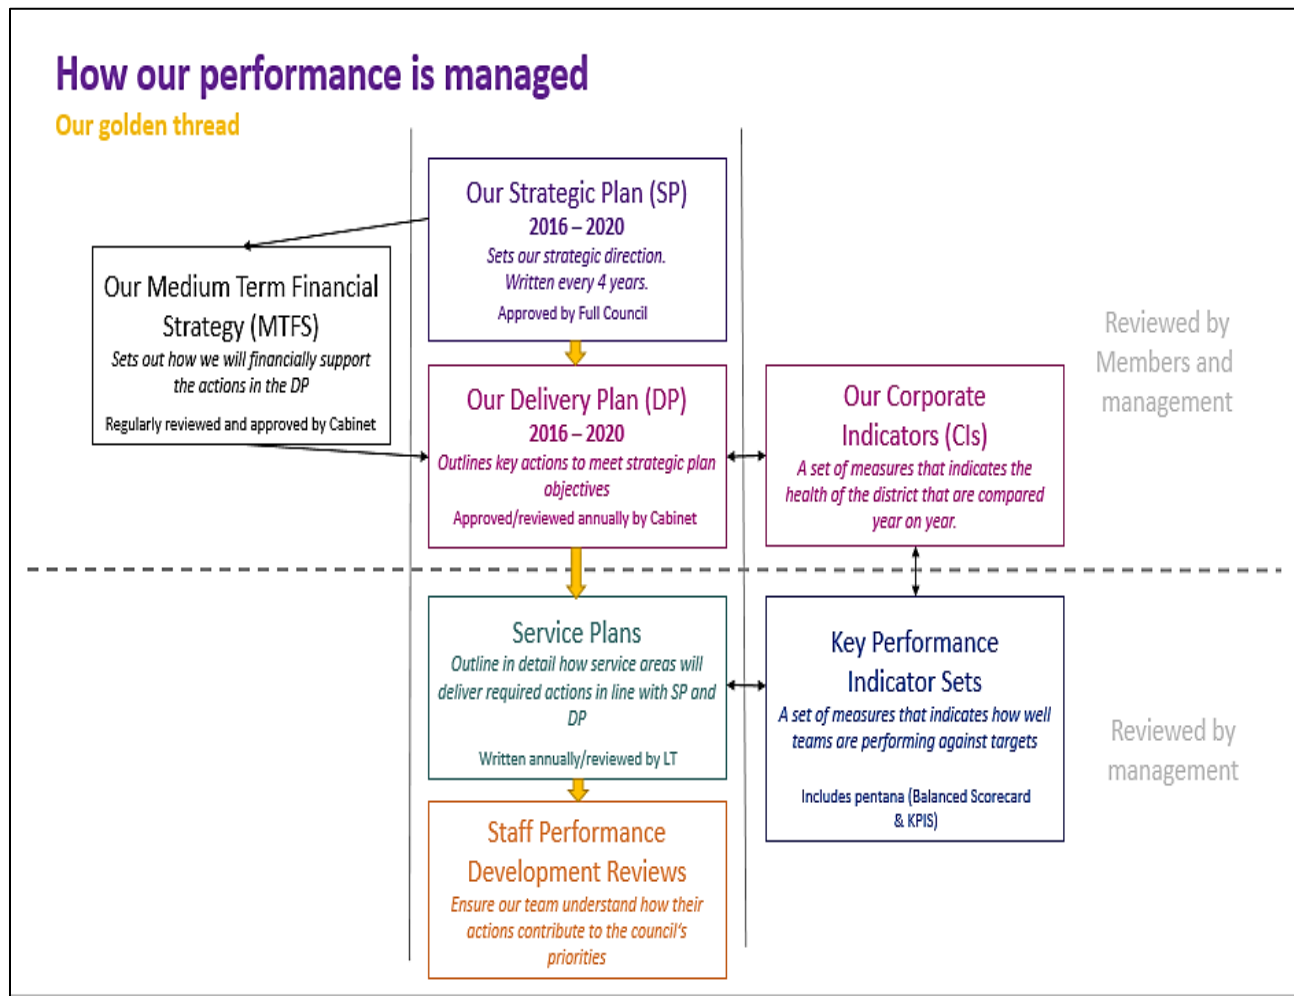 How our performance is managed
Our golden thread
Our Strategic Plan (SP)
2016 – 2020
Sets our strategic direction.
Written every 4 years.
Approved by Full Council
Our Medium Term Financial
Strategy (MTFS)
Sets out how we will financially support
the actions in the DP
Regularly reviewed and approved by Cabinet
Our Delivery Plan (DP)
2016 – 2020
Outlines key actions to meet strategic plan
objectives
Approved/reviewed annually by Cabinet
Our Corporate
Indicators (CIs)
A set of measures that indicates the
health of the district that are compared
year on year.
Reviewed by
Members and
management
Service Plans
Outline in detail how service areas will
deliver required actions in line with SP and
DP
Written annually/reviewed by LT
Key Performance
Indicator Sets
A set of measures that indicates how well
teams are performing against targets
Includes pentana (Balanced Scorecard
& KPIS)
Reviewed by
management
Staff Performance
Development Reviews
Ensure our team understand how their
actions contribute to the council's
priorities